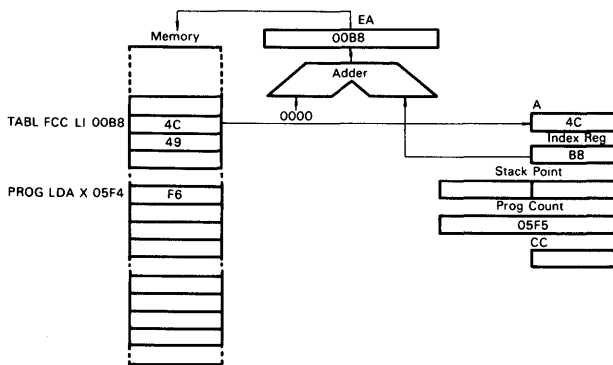 EA
Memory
00B8
Adder
0000
A
TABL FCC LI 00B8
4C
4C
49
Index Reg
B8
Stack Point
PROG LDA X 05F4
F6
Prog Count
05F5
CC